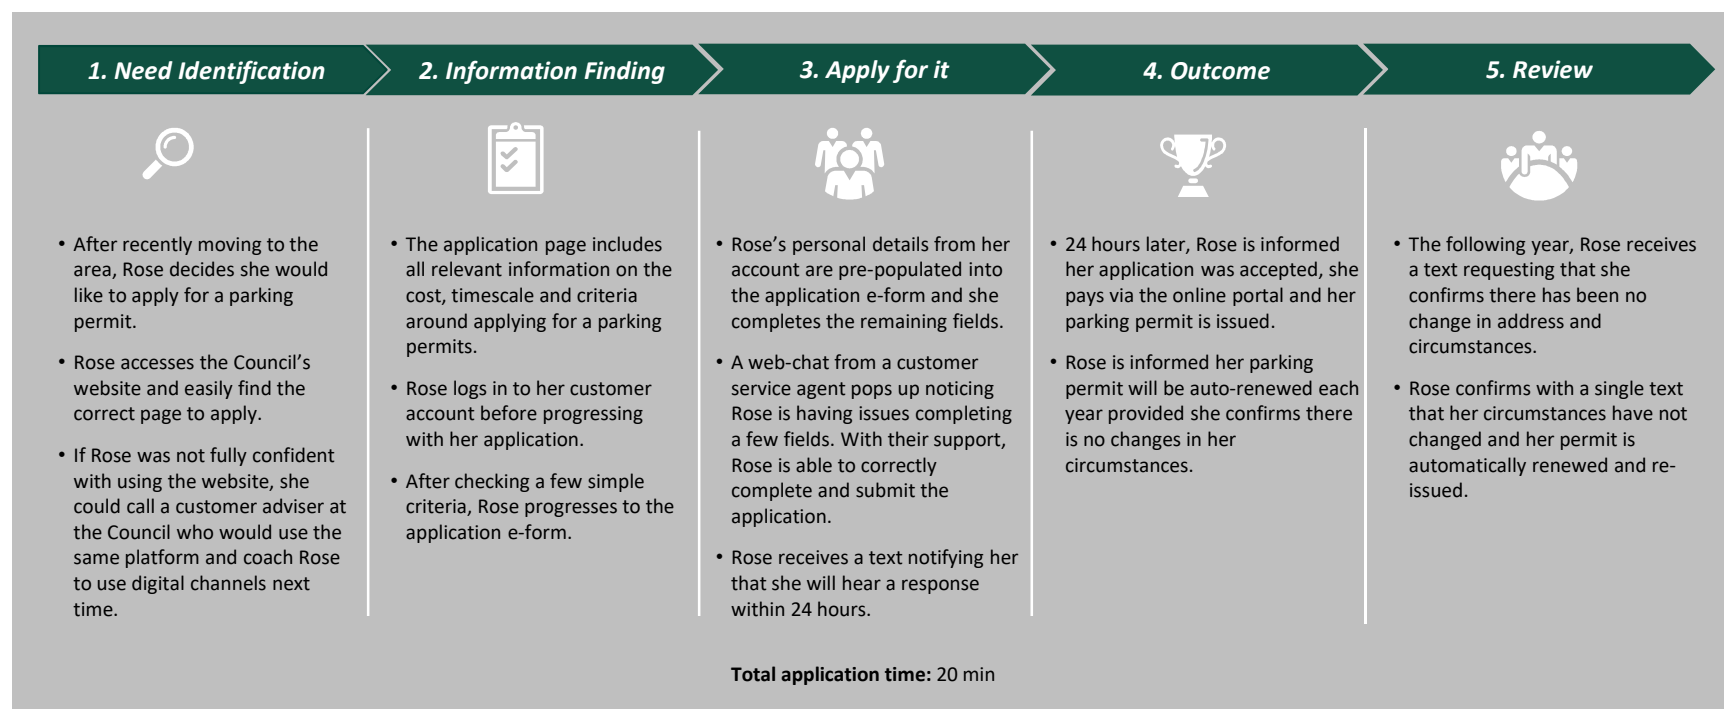 1. Need Identification
2. Information Finding
3. Apply for it
4. Outcome
5. Review
• After recently moving to the
area, Rose decides she would
like to apply for a parking
permit.
• Rose accesses the Council's
website and easily find the
correct page to apply.
• If Rose was not fully confident
with using the website, she
could call a customer adviser at
the Council who would use the
same platform and coach Rose
to use digital channels next
time.
• The application page includes
all relevant information on the
cost, timescale and criteria
around applying for a parking
permits.
• Rose logs in to her customer
account before progressing
with her application.
• After checking a few simple
criteria, Rose progresses to the
application e-form.
• Rose's personal details from her
account are pre-populated into
the application e-form and she
completes the remaining fields.
• A web-chat from a customer
service agent pops up noticing
Rose is having issues completing
a few fields. With their support,
Rose is able to correctly
complete and submit the
application.
• Rose receives a text notifying her
that she will hear a response
within 24 hours.
• 24 hours later, Rose is informed
her application was accepted, she
pays via the online portal and her
parking permit is issued.
• Rose is informed her parking
permit will be auto-renewed each
year provided she confirms there
is no changes in her
circumstances.
• The following year, Rose receives
a text requesting that she
confirms there has been no
change in address and
circumstances.
• Rose confirms with a single text
that her circumstances have not
changed and her permit is
automatically renewed and re-
issued.
Total application time: 20 min